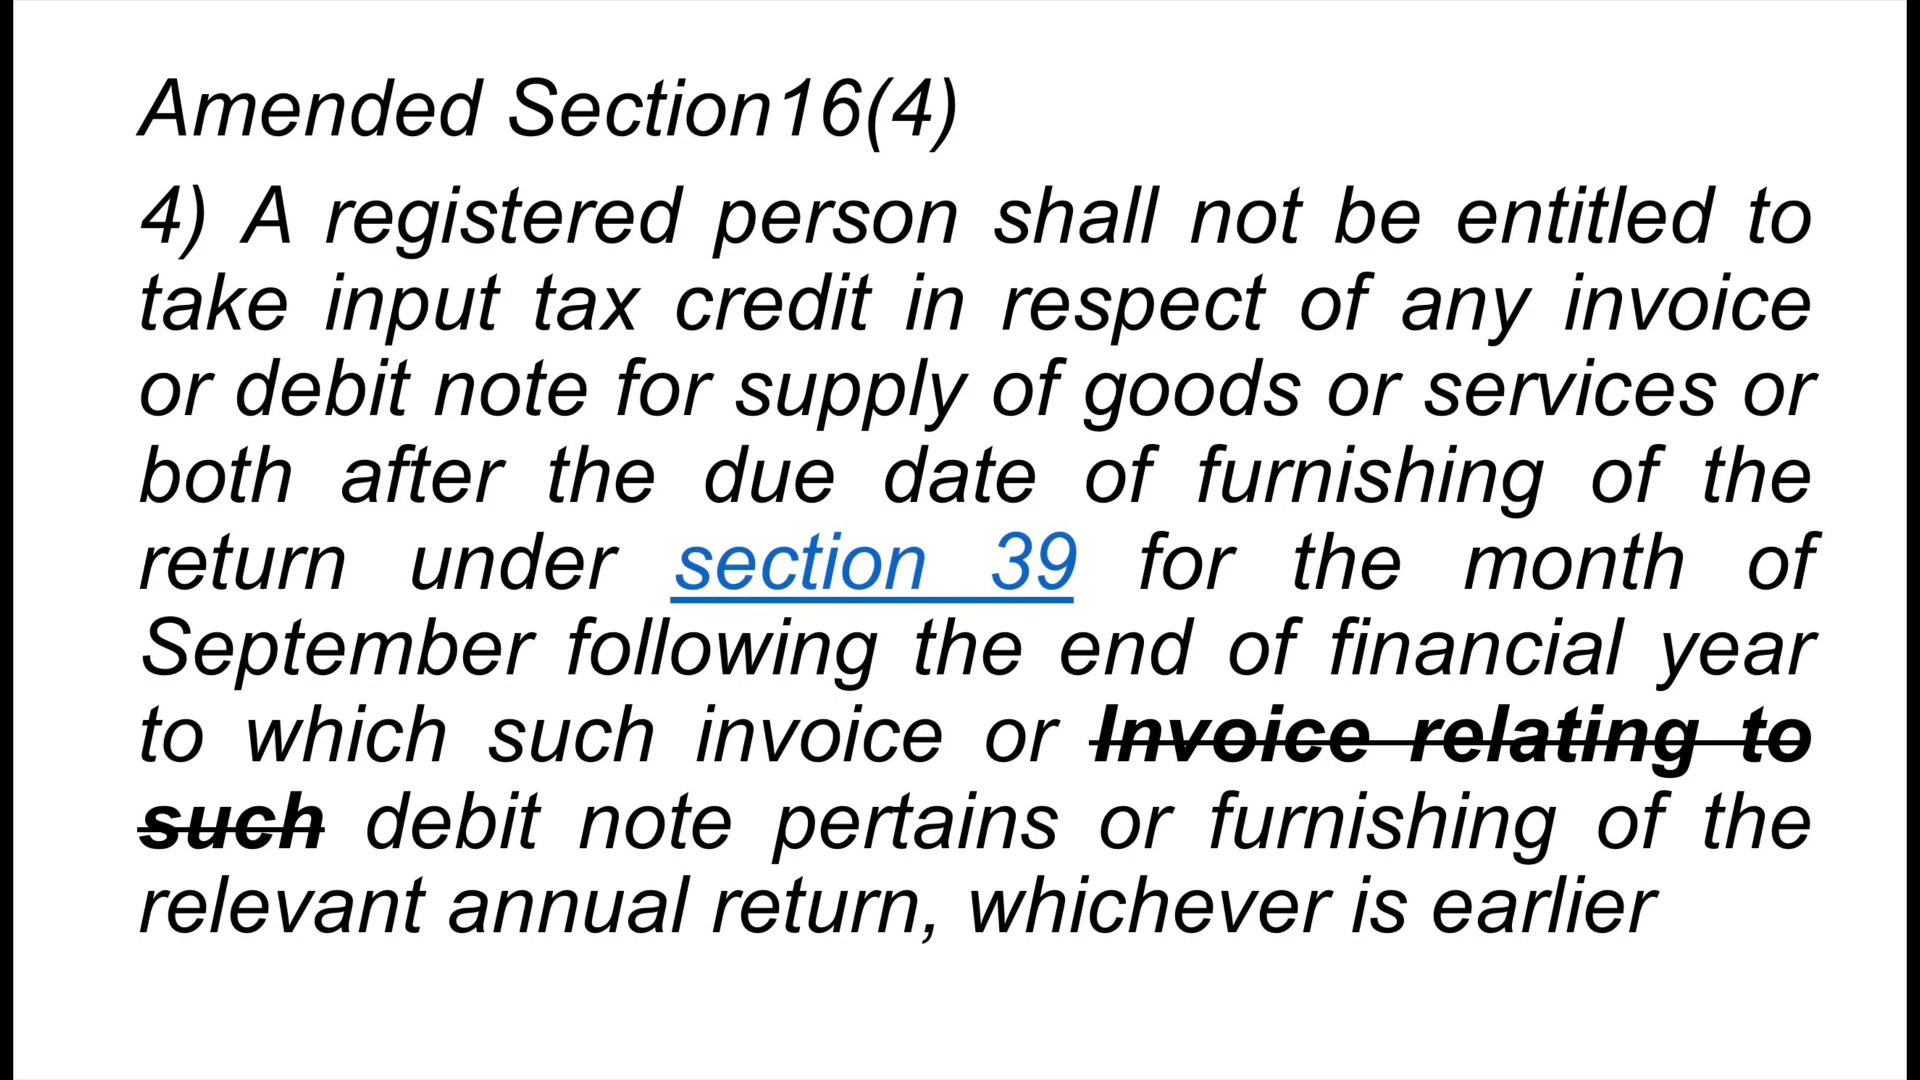 Amended Section16(4)
4) A registered person shall not be entitled to
take input tax credit in respect of any invoice
or debit note for supply of goods or services or
both after the due date of furnishing of the
return under section 39 for the month of
September following the end of financial year
to which such invoice or Invoice relating to
such debit note pertains or furnishing of the
relevant annual return, whichever is earlier